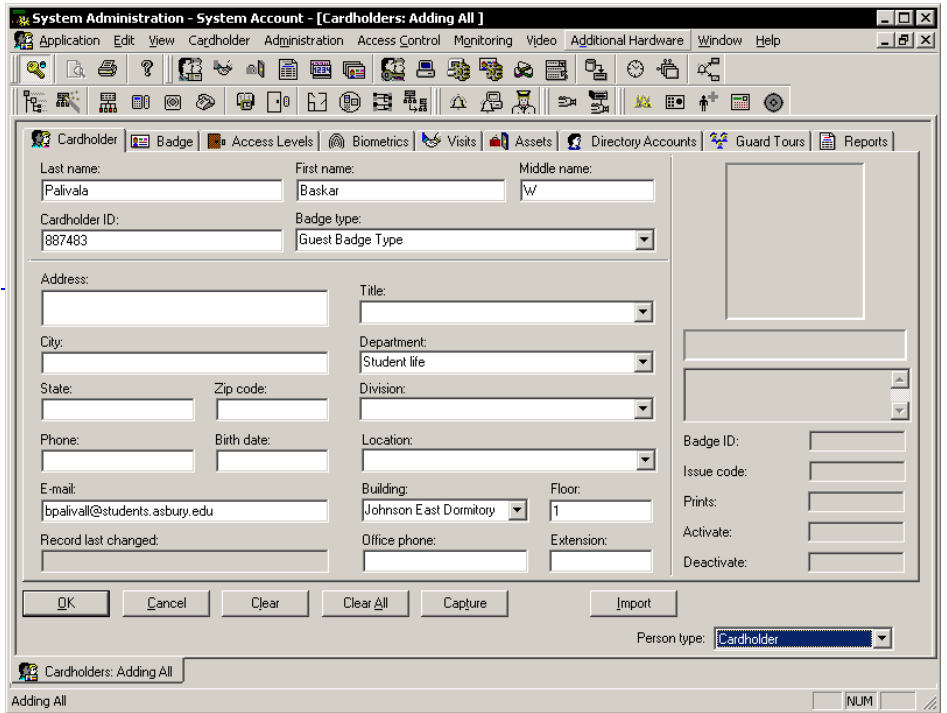 System Administration - System Account - [Cardholders: Adding All ]
Application Edit View Cardholder Administration Access Control Monitoring Video Additional Hardware Window Help
Cardholder Badge Access Levels Biometrics Visits Assets Directory Accounts Guard Tours Reports
Last name: First name: Middle name:
Palivala Baskar W
Cardholder ID: Badge type:
887483 Guest Badge Type
Address:
Title:
City: Department:
Student life
State: Zip code: Division:
Phone: Birth date: Location:
Badge ID:
Issue code:
E-mail: Building: Floor:
Prints:
bpalivall@students.asbury.edu Johnson East Dormitory 1
Activate:
Record last changed: Office phone: Extension:
Deactivate:
OK Cancel Clear Clear All Capture Import
Person type: Cardholder
Cardholders: Adding All
Adding All NUM